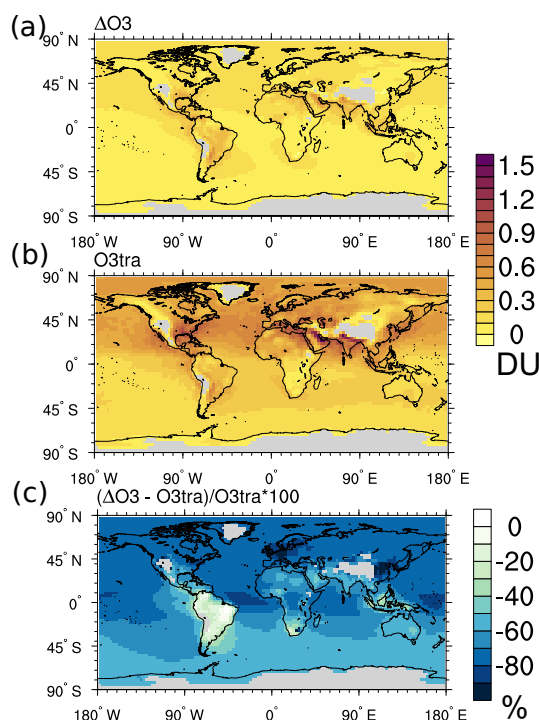 (a)
ΔO3
90° N
45° N
0°
45° S
90° S
180° W 90° W 0° 90° E 180° E
(b)
O3tra
90° N
45° N
0°
45° S
90° S
180° W 90° W 0° 90° E 180° E
1.5
1.2
0.9
0.6
0.3
0
DU
(c)
(ΔO3 - O3tra)/O3tra*100
90° N
45° N
0°
45° S
90° S
180° W 90° W 0° 90° E 180° E
0
-20
-40
-60
-80
%